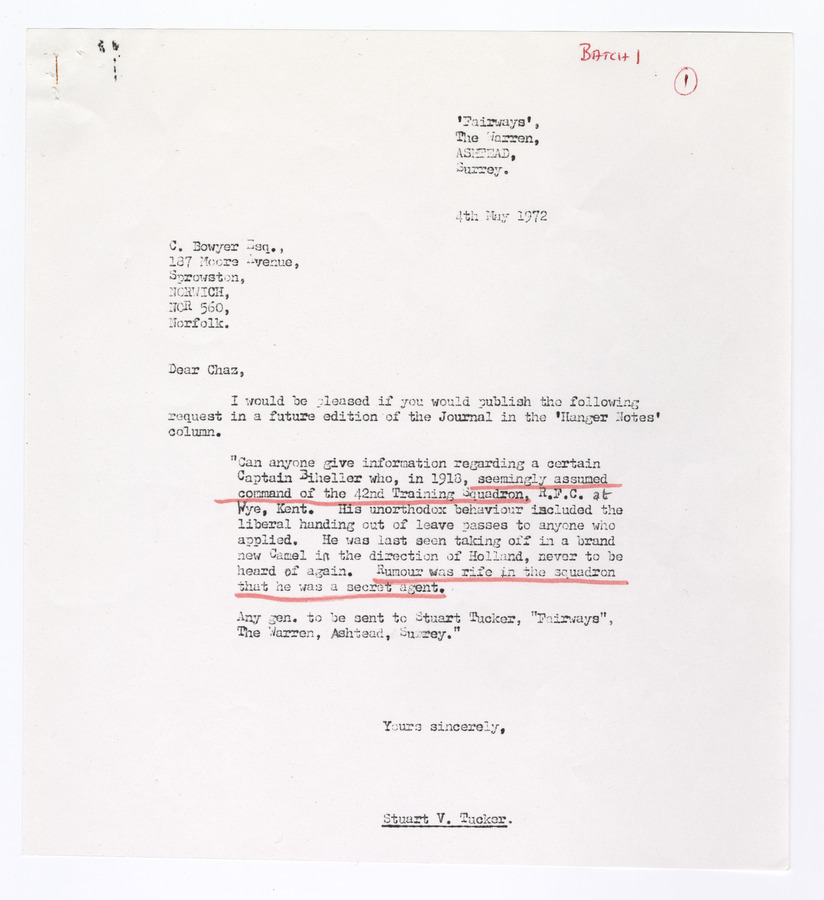 BATCH 1
1
'Fairways',
The Warren,
ASHTEAD,
Surrey.
4th May 1972
C. Bowyer Esq.,
187 Moore Avenue,
Sprowston,
NORWICH,
NOR 560,
Norfolk.
Dear Chaz,
I would be pleased if you would publish the following
request in a future edition of the Journal in the 'Hanger Notes'
column.
"Can anyone give information regarding a certain
Captain Biheller who, in 1918, seemingly assumed
command of the 42nd Training Squadron, R.F.C. at
Wye, Kent. His unorthodox behaviour included the
liberal handing out of leave passes to anyone who
applied. He was last seen taking off in a brand
new Camel in the direction of Holland, never to be
heard of again. Rumour was rife in the squadron
that he was a secret agent.
Any gen. to be sent to Stuart Tucker, "Fairways",
The Warren, Ashtead, Surrey."
Yours sincerely,
Stuart V. Tucker.